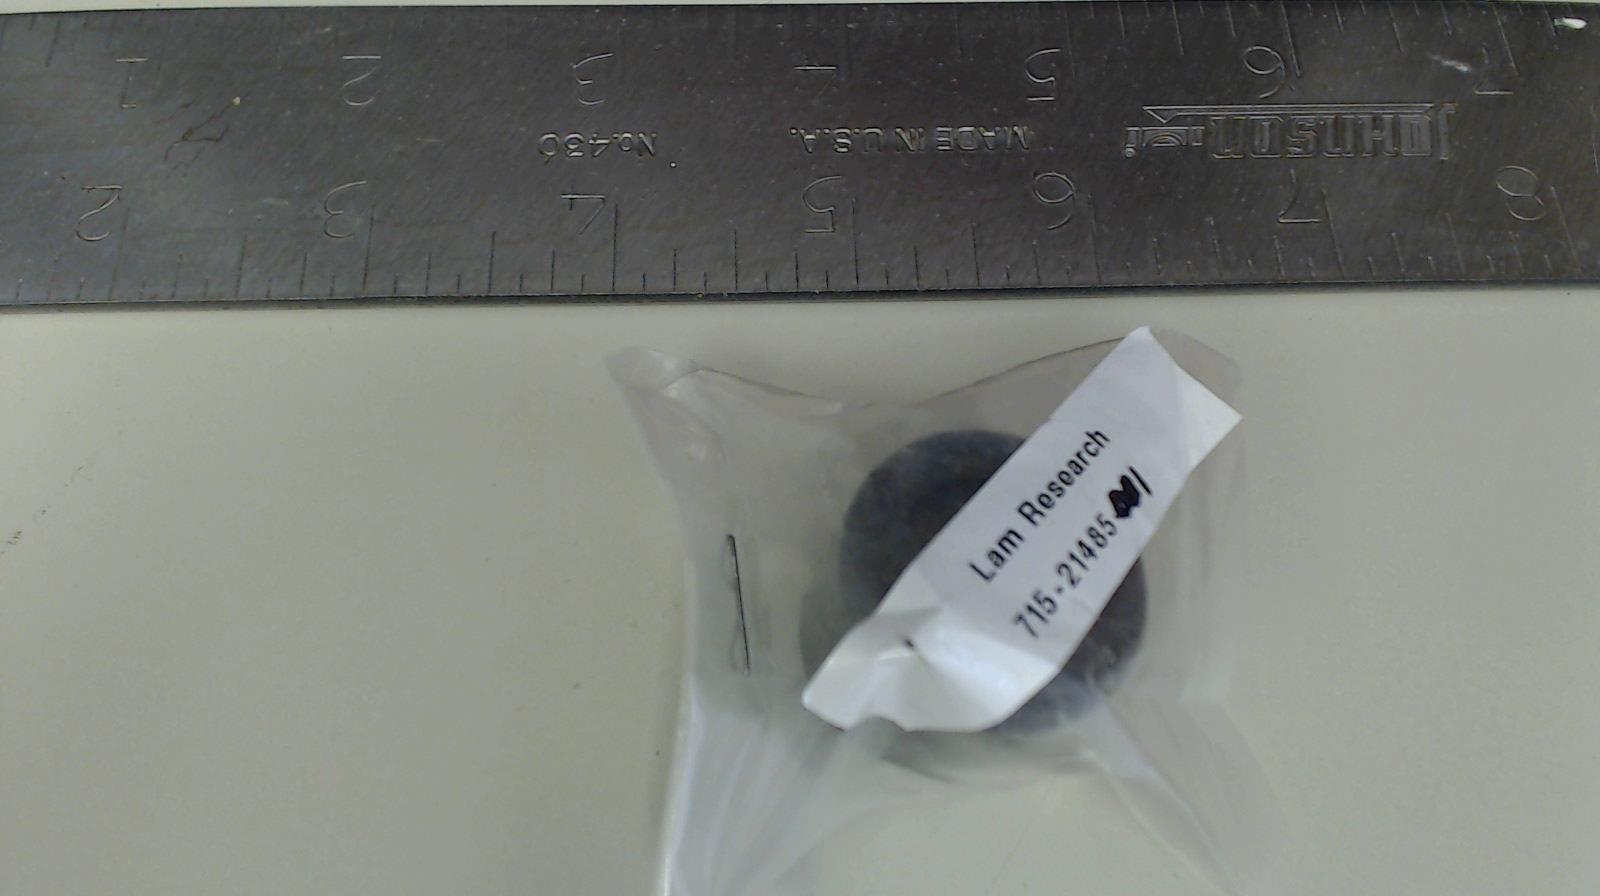 1 2 3 4 5 6 7
No.430 MADE IN U.S.A. JOHNSON
2 3 4 5 6 7 8
Lam Research
715-21485